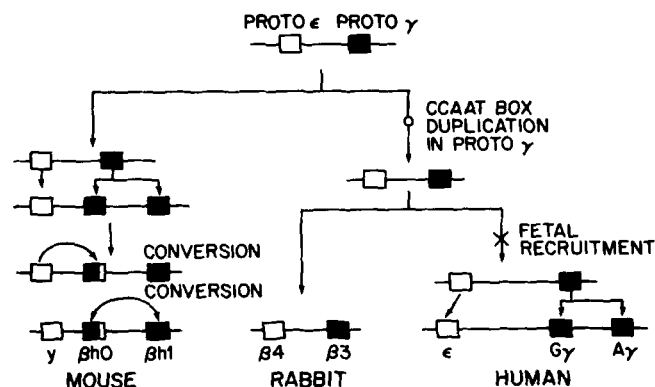 PROTO ε PROTO γ
CCAAT BOX
DUPLICATION
IN PROTO γ
CONVERSION
CONVERSION
FETAL
RECRUITMENT
y βh0 βh1
β4 β3
ε Gγ Aγ
MOUSE RABBIT HUMAN